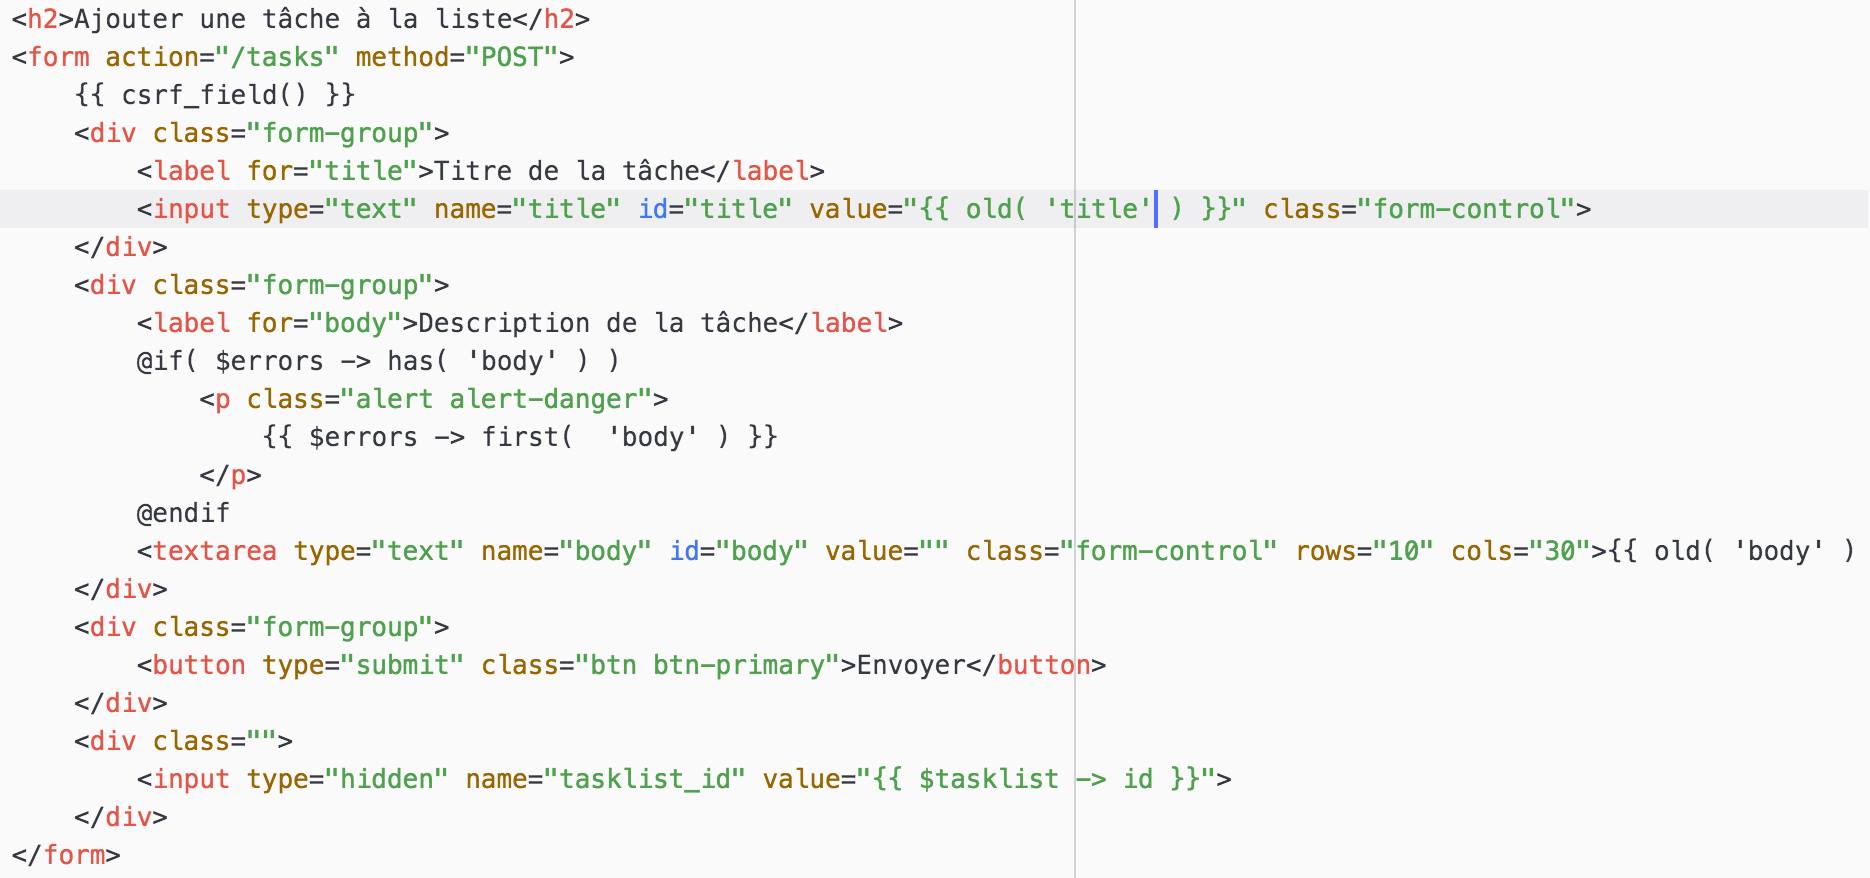 <h2>Ajouter une tâche à la liste</h2>
<form action="/tasks" method="POST">
    {{ csrf_field() }}
    <div class="form-group">
        <label for="title">Titre de la tâche</label>
        <input type="text" name="title" id="title" value="{{ old( 'title' ) }}" class="form-control">
    </div>
    <div class="form-group">
        <label for="body">Description de la tâche</label>
        @if( $errors -> has( 'body' ) )
            <p class="alert alert-danger">
                {{ $errors -> first(  'body' ) }}
            </p>
        @endif
        <textarea type="text" name="body" id="body" value="" class="form-control" rows="10" cols="30">{{ old( 'body' )
    </div>
    <div class="form-group">
        <button type="submit" class="btn btn-primary">Envoyer</button>
    </div>
    <div class="">
        <input type="hidden" name="tasklist_id" value="{{ $tasklist -> id }}">
    </div>
</form>